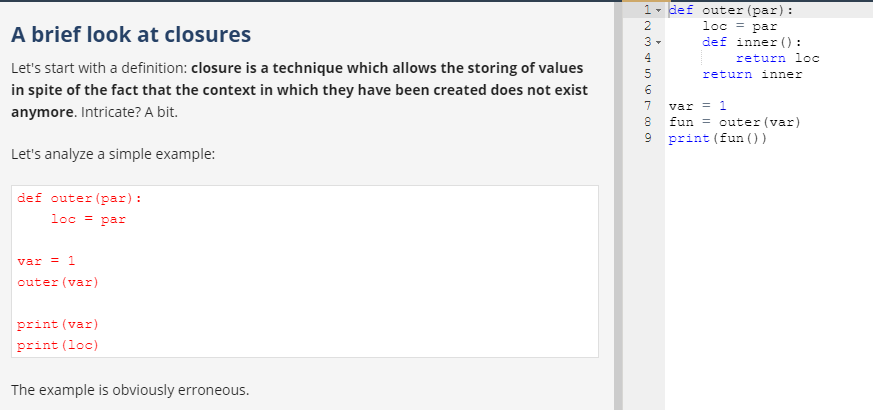 A brief look at closures
Let's start with a definition: closure is a technique which allows the storing of values
in spite of the fact that the context in which they have been created does not exist
anymore. Intricate? A bit.
Let's analyze a simple example:
def outer(par):
    loc = par

var = 1
outer(var)

print(var)
print(loc)
The example is obviously erroneous.
1 def outer(par):
2     loc = par
3     def inner():
4         return loc
5     return inner
6
7 var = 1
8 fun = outer(var)
9 print(fun())